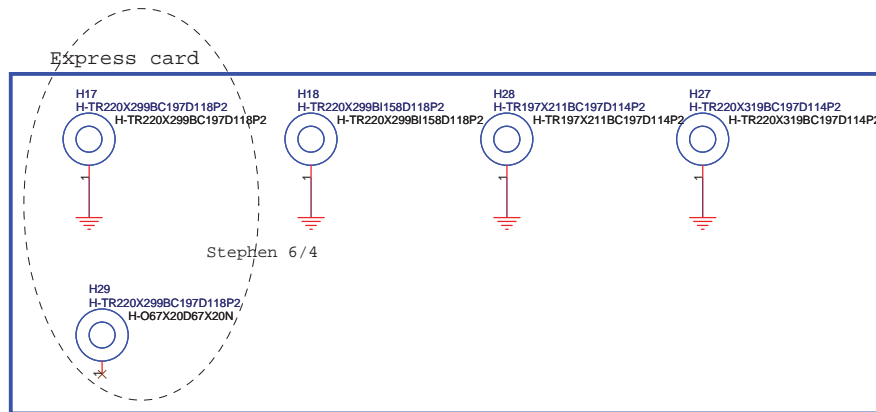 Express card
H17
H-TR220X299BC197D118P2
H-TR220X299BC197D118P2
1
H18
H-TR220X299BI158D118P2
H-TR220X299BI158D118P2
1
H28
H-TR197X211BC197D114P2
H-TR197X211BC197D114P2
1
H27
H-TR220X319BC197D114P2
H-TR220X319BC197D114P2
1
Stephen 6/4
H29
H-TR220X299BC197D118P2
H-O67X20D67X20N
1